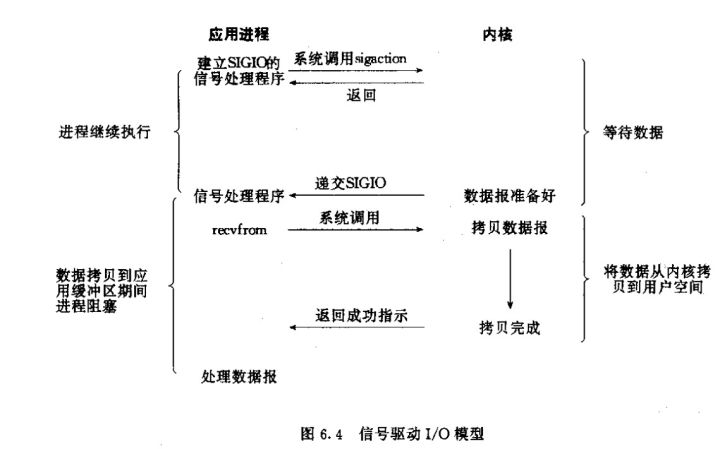 应用进程
内核
建立SIGIO的
信号处理程序
系统调用sigaction
返回
进程继续执行
等待数据
递交SIGIO
信号处理程序
数据报准备好
系统调用
recvfrom
拷贝数据报
数据拷贝到应
用缓冲区期间
进程阻塞
将数据从内核拷
贝到用户空间
返回成功指示
拷贝完成
处理数据报
图 6.4 信号驱动 I/O 模型